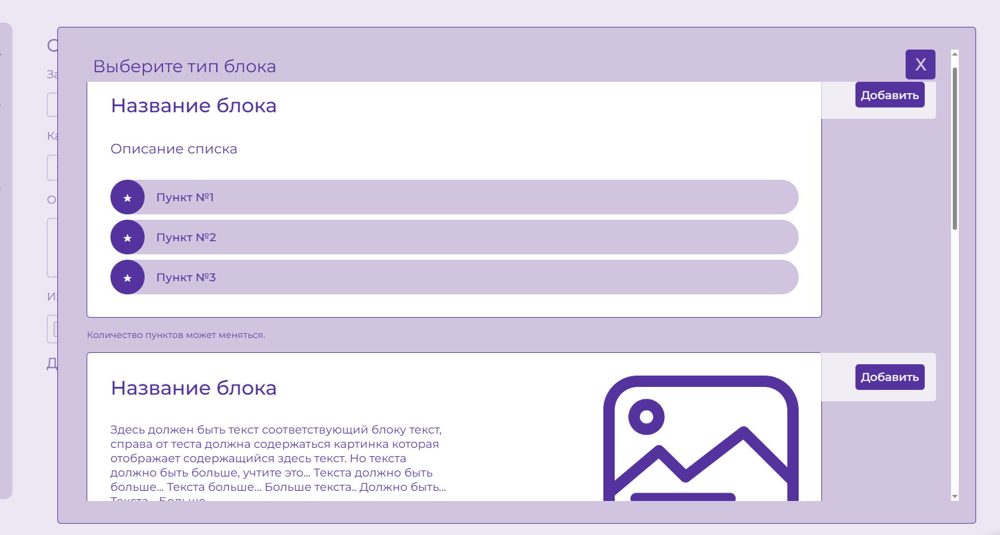 Выберите тип блока
X
Название блока
Добавить
Описание списка
Пункт №1
Пункт №2
Пункт №3
Количество пунктов может меняться.
Название блока
Добавить
Здесь должен быть текст соответствующий блоку текст,
справа от теста должна содержаться картинка которая
отображает содержащийся здесь текст. Но текста
должно быть больше, учтите это... Текста должно быть
больше... Текста больше... Больше текста.. Должно быть...